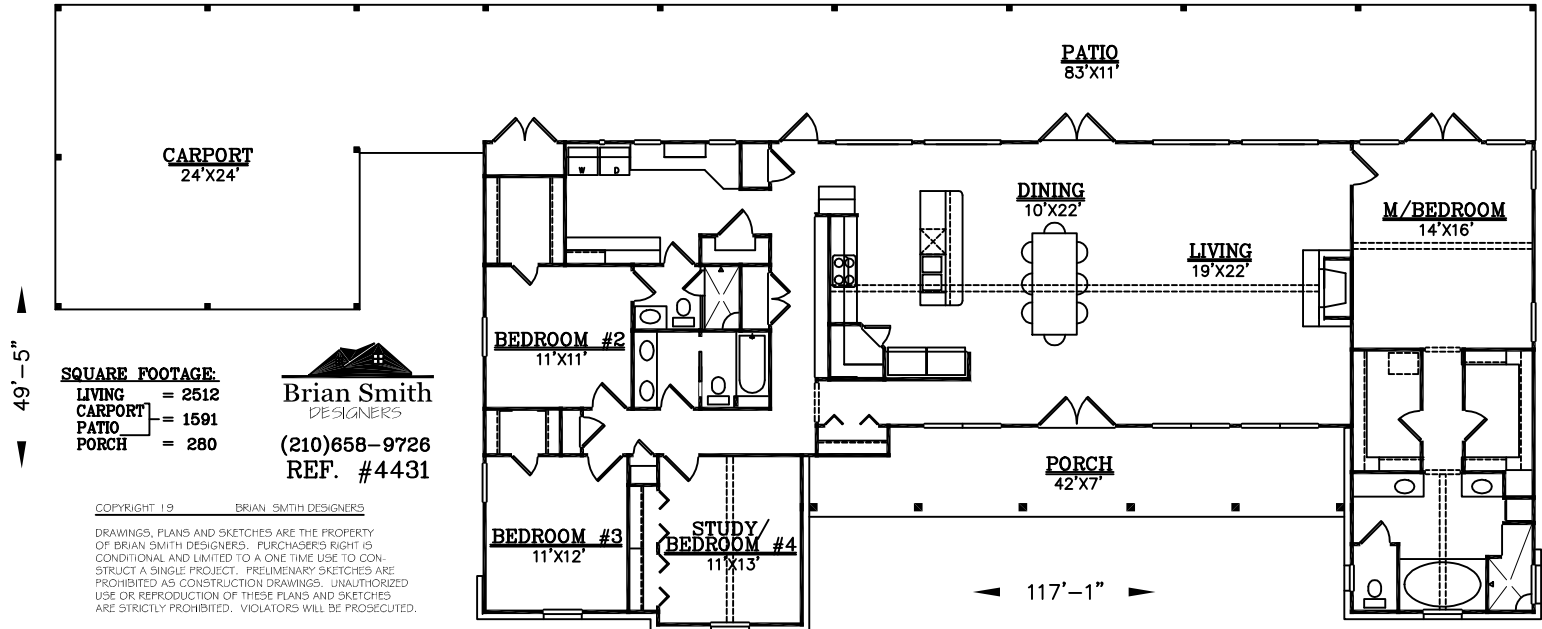 PATIO
83'X11'
CARPORT
24'X24'
W D
DINING
10'X22'
M/BEDROOM
14'X16'
LIVING
19'X22'
BEDROOM #2
11'X11'
49'-5"
SQUARE FOOTAGE:
LIVING = 2512
CARPORT
PATIO = 1591
PORCH = 280
Brian Smith
DESIGNERS
(210)658-9726
REF. #4431
PORCH
42'X7'
COPYRIGHT 19 BRIAN SMITH DESIGNERS
DRAWINGS, PLANS AND SKETCHES ARE THE PROPERTY
OF BRIAN SMITH DESIGNERS. PURCHASERS RIGHT IS
CONDITIONAL AND LIMITED TO A ONE TIME USE TO CON-
STRUCT A SINGLE PROJECT. PRELIMENARY SKETCHES ARE
PROHIBITED AS CONSTRUCTION DRAWINGS. UNAUTHORIZED
USE OR REPRODUCTION OF THESE PLANS AND SKETCHES
ARE STRICTLY PROHIBITED. VIOLATORS WILL BE PROSECUTED.
BEDROOM #3
11'X12'
STUDY/
BEDROOM #4
11'X13'
117'-1"